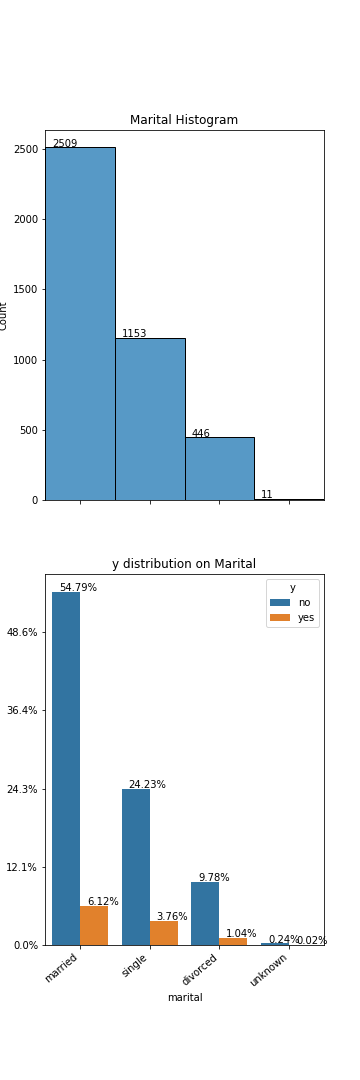 Marital Histogram
2500
2000
1500
1000
500
0
Count
2509
1153
446
11
y distribution on Marital
48.6%
36.4%
24.3%
12.1%
0.0%
54.79%
6.12%
24.23%
3.76%
9.78%
1.04%
0.24%
0.02%
y
no
yes
married
single
divorced
unknown
marital